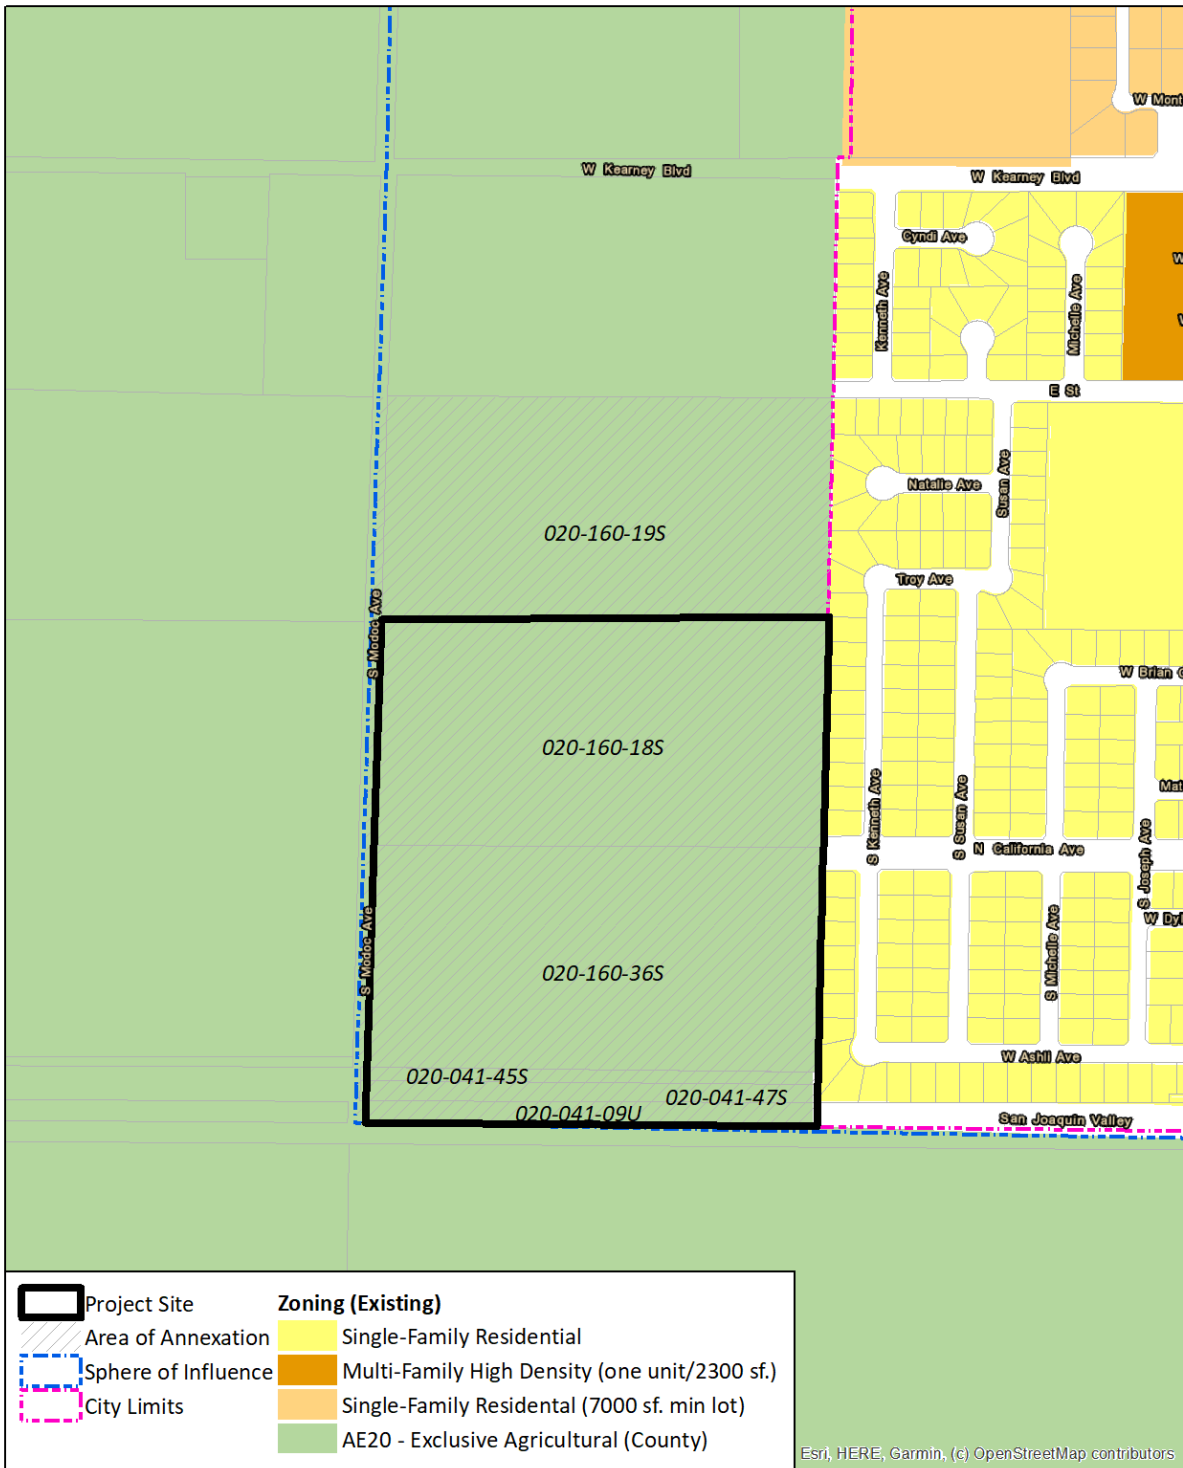 W Mont
W Kearney Blvd
W Kearney Blvd
Cyndi Ave
W
Kenneth Ave
Michelle Ave
W
E St
Susan Ave
Natalie Ave
020-160-19S
Troy Ave
S Modoc Ave
W Brian C
020-160-18S
Mat
S Kenneth Ave
S Susan Ave
N California Ave
S Joseph Ave
W Dyl
S Modoc Ave
S Michelle Ave
020-160-36S
W Ashli Ave
020-041-45S
020-041-47S
020-041-09U
San Joaquin Valley
Project Site
Area of Annexation
Sphere of Influence
City Limits
Zoning (Existing)
Single-Family Residential
Multi-Family High Density (one unit/2300 sf.)
Single-Family Residental (7000 sf. min lot)
AE20 - Exclusive Agricultural (County)
Esri, HERE, Garmin, (c) OpenStreetMap contributors